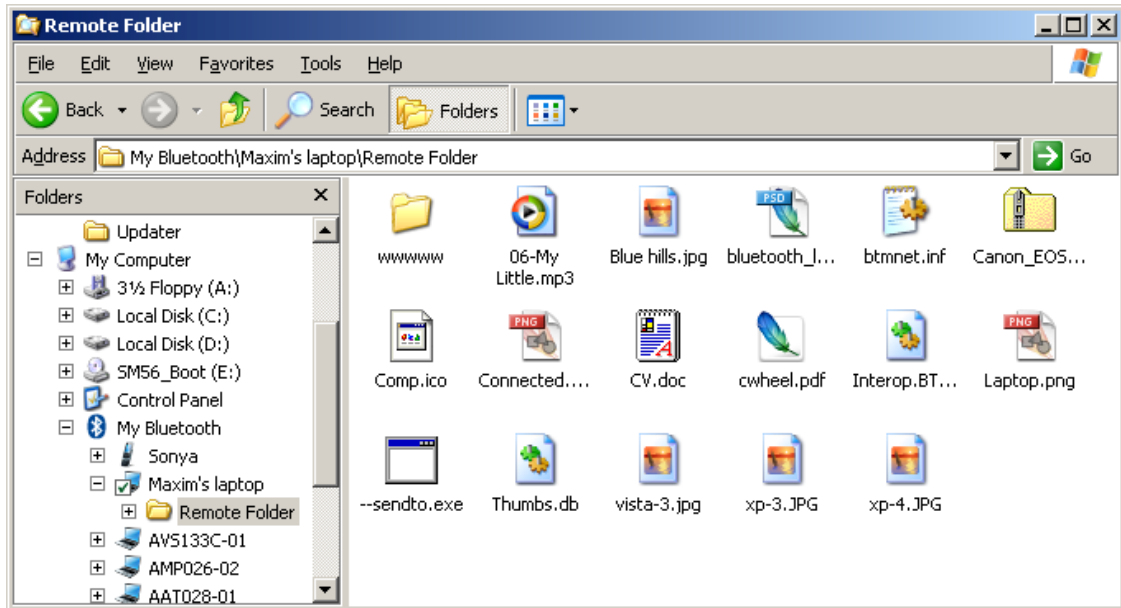 Remote Folder
File Edit View Favorites Tools Help
Back Search Folders
Address My Bluetooth\Maxim's laptop\Remote Folder Go
Folders
Updater
My Computer
3½ Floppy (A:)
Local Disk (C:)
Local Disk (D:)
SM56_Boot (E:)
Control Panel
My Bluetooth
Sonya
Maxim's laptop
Remote Folder
AVS133C-01
AMP026-02
AAT028-01
PSD
wwwwww 06-My Blue hills.jpg bluetooth_l... btmnet.inf Canon_EOS...
Little.mp3
PNG PNG
Comp.ico Connected.... CV.doc cwheel.pdf Interop.BT... Laptop.png
--sendto.exe Thumbs.db vista-3.jpg xp-3.JPG xp-4.JPG